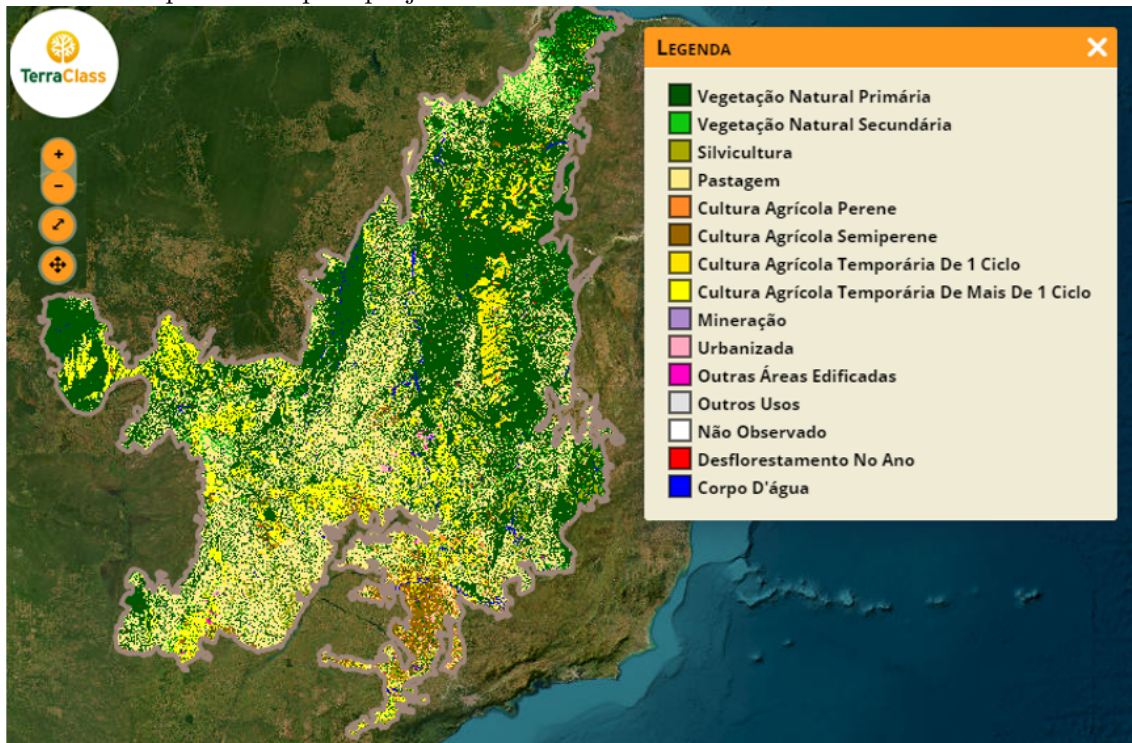 TerraClass
+
−
LEGENDA
Vegetação Natural Primária
Vegetação Natural Secundária
Silvicultura
Pastagem
Cultura Agrícola Perene
Cultura Agrícola Semiperene
Cultura Agrícola Temporária De 1 Ciclo
Cultura Agrícola Temporária De Mais De 1 Ciclo
Mineração
Urbanizada
Outras Áreas Edificadas
Outros Usos
Não Observado
Desflorestamento No Ano
Corpo D'água